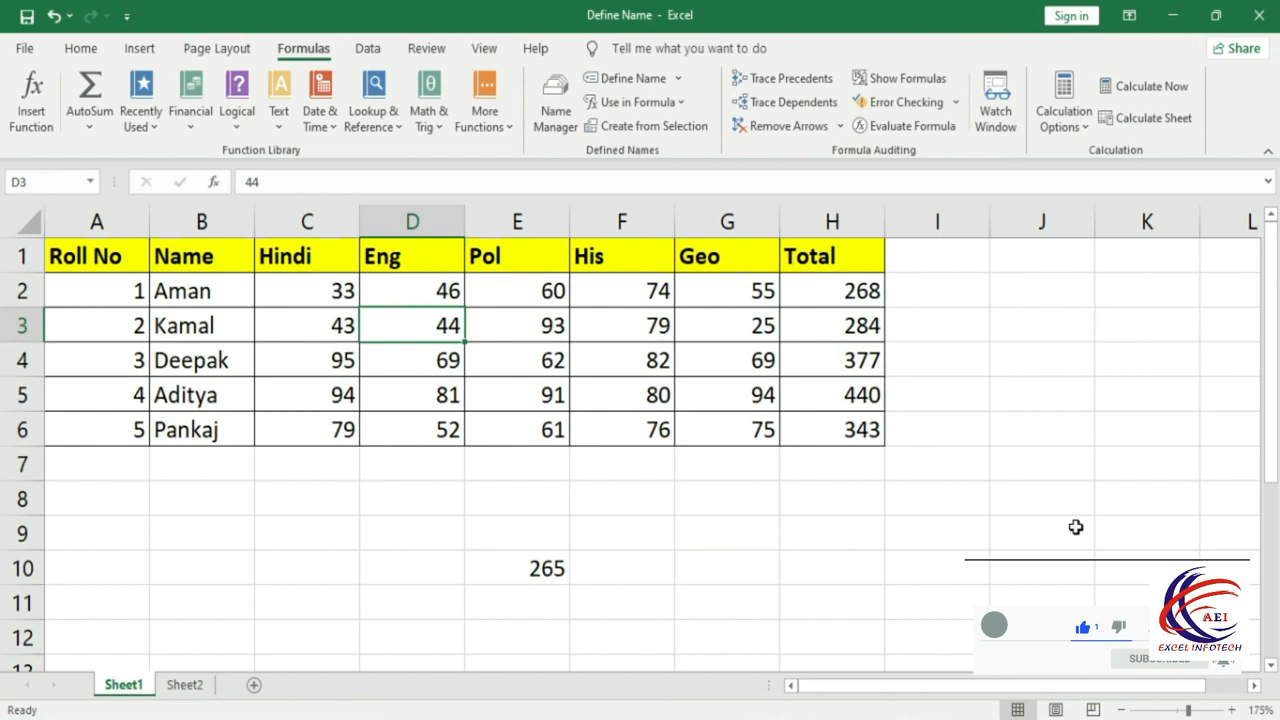 Define Name - Excel
Sign in
File Home Insert Page Layout Formulas Data Review View Help Tell me what you want to do Share
Insert Function
AutoSum
Recently Used
Financial
Logical
Text
Date & Time
Lookup & Reference
Math & Trig
More Functions
Function Library
Name Manager
Define Name
Use in Formula
Create from Selection
Defined Names
Trace Precedents
Trace Dependents
Remove Arrows
Show Formulas
Error Checking
Evaluate Formula
Formula Auditing
Watch Window
Calculation Options
Calculate Now
Calculate Sheet
Calculation
D3 fx 44
A B C D E F G H I J K L
1 Roll No Name Hindi Eng Pol His Geo Total
2 1 Aman 33 46 60 74 55 268
3 2 Kamal 43 44 93 79 25 284
4 3 Deepak 95 69 62 82 69 377
5 4 Aditya 94 81 91 80 94 440
6 5 Pankaj 79 52 61 76 75 343
7
8
9
10 265
11
12
13
1
AEI
EXCEL INFOTECH
SUBSCRIBED
Sheet1 Sheet2
Ready 175%